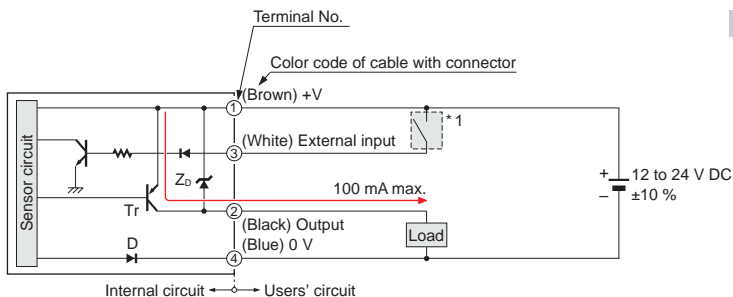 Terminal No.
Color code of cable with connector
(Brown) +V
1
* 1
(White) External input
3
Sensor circuit
ZD
100 mA max.
+ 12 to 24 V DC
– ±10 %
Tr
2
(Black) Output
Load
(Blue) 0 V
D
4
Internal circuit
Users' circuit